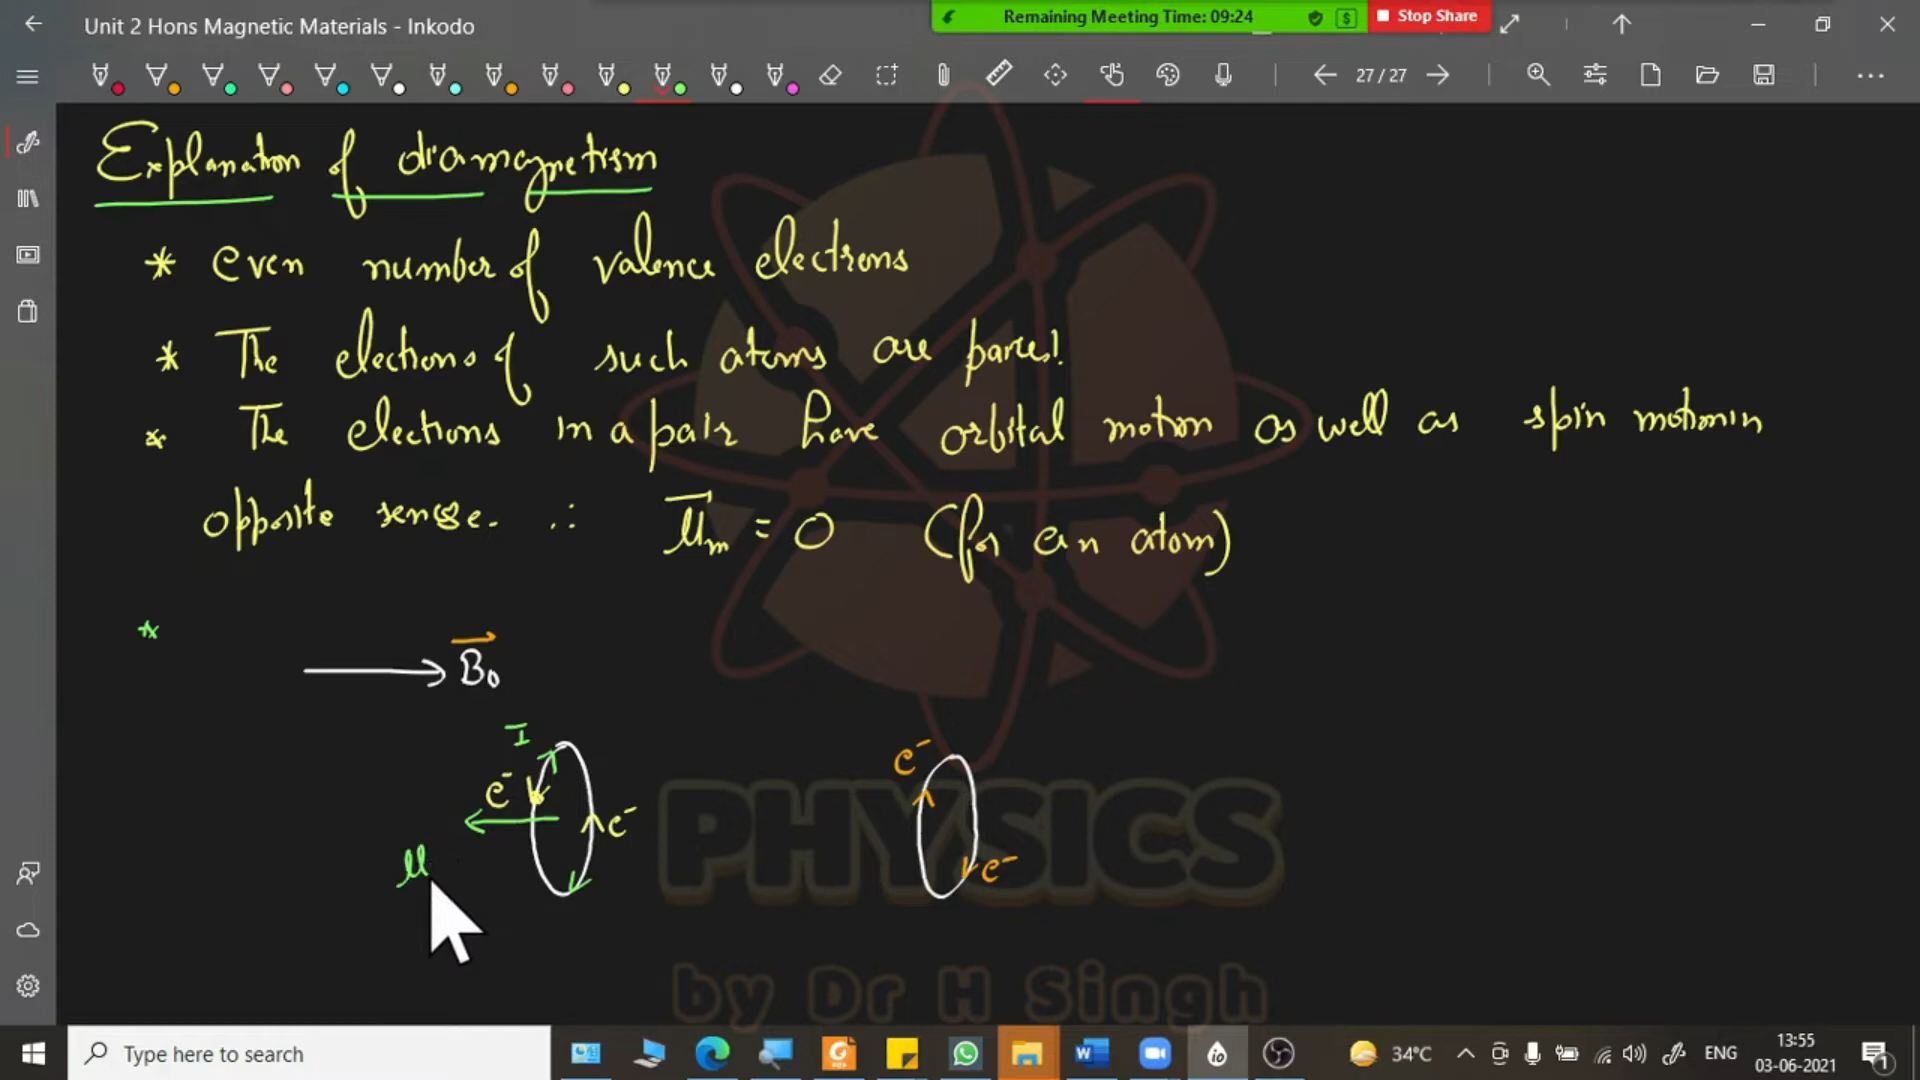 Unit 2 Hons Magnetic Materials - Inkodo
Remaining Meeting Time: 09:24
Stop Share
27 / 27
Explanation of diamagnetism
* even number of valence electrons
* The electrons of such atoms are paired
* The electrons in a pair have orbital motion as well as spin motion in
opposite sense. ∴ μ⃗m = 0 (for an atom)
*
B⃗0
I
e⁻
e⁻
μ
e⁻
e⁻
PHYSICS
by Dr H Singh
Type here to search
34°C
ENG
13:55
03-06-2021
1